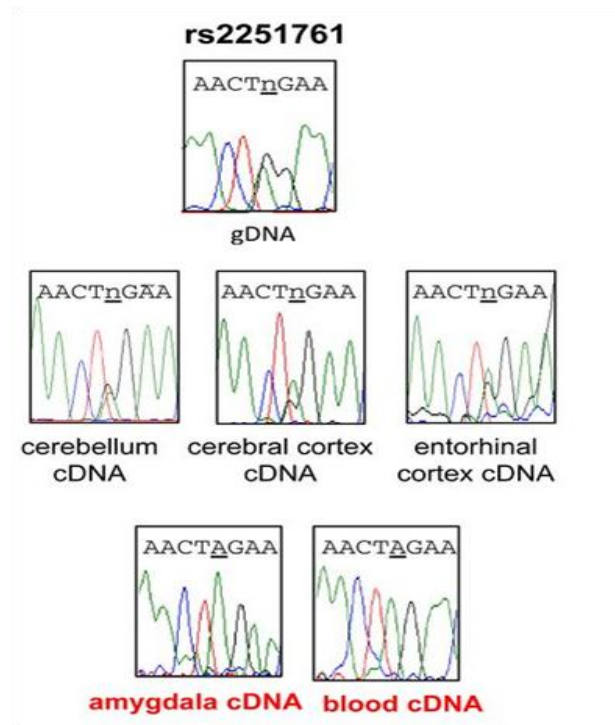 rs2251761
AACTnGAA
gDNA
AACTnGAA AACTnGAA AACTnGAA
cerebellum cDNA
cerebral cortex cDNA
entorhinal cortex cDNA
AACTAGAA AACTAGAA
amygdala cDNA blood cDNA